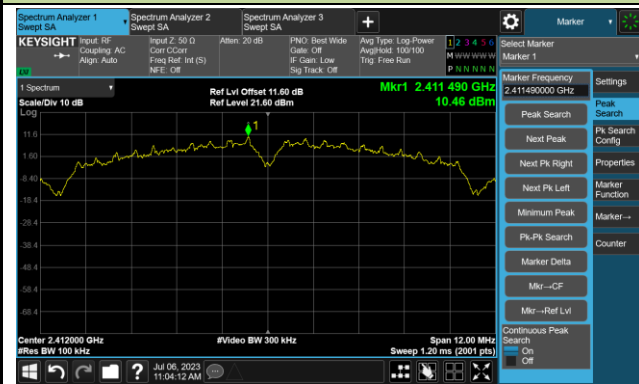 Spectrum Analyzer 1
Swept SA
Spectrum Analyzer 2
Swept SA
Spectrum Analyzer 3
Swept SA
+
Marker
KEYSIGHT
Input: RF
Coupling: AC
Align: Auto
Input Z: 50 Ω
Corr CCorr
Freq Ref: Int (S)
NFE: Off
Atten: 20 dB
PNO: Best Wide
Gate: Off
IF Gain: Low
Sig Track: Off
Avg Type: Log-Power
Avg|Hold: 100/100
Trig: Free Run
1 2 3 4 5 6
M W W W W W
P N N N N N
Select Marker
Marker 1
1 Spectrum
Scale/Div 10 dB
Log
Ref Lvl Offset 11.60 dB
Ref Level 21.60 dBm
Mkr1 2.411 490 GHz
10.46 dBm
1
11.6
1.60
-8.40
-18.4
-28.4
-38.4
-48.4
-58.4
-68.4
Center 2.412000 GHz
#Res BW 100 kHz
#Video BW 300 kHz
Span 12.00 MHz
Sweep 1.20 ms (2001 pts)
Marker Frequency
2.411490000 GHz
Peak Search
Next Peak
Next Pk Right
Next Pk Left
Minimum Peak
Pk-Pk Search
Marker Delta
Mkr→CF
Mkr→Ref Lvl
Continuous Peak
Search
On
Off
Settings
Peak
Search
Pk Search
Config
Properties
Marker
Function
Marker→
Counter
?
Jul 06, 2023
11:04:12 AM